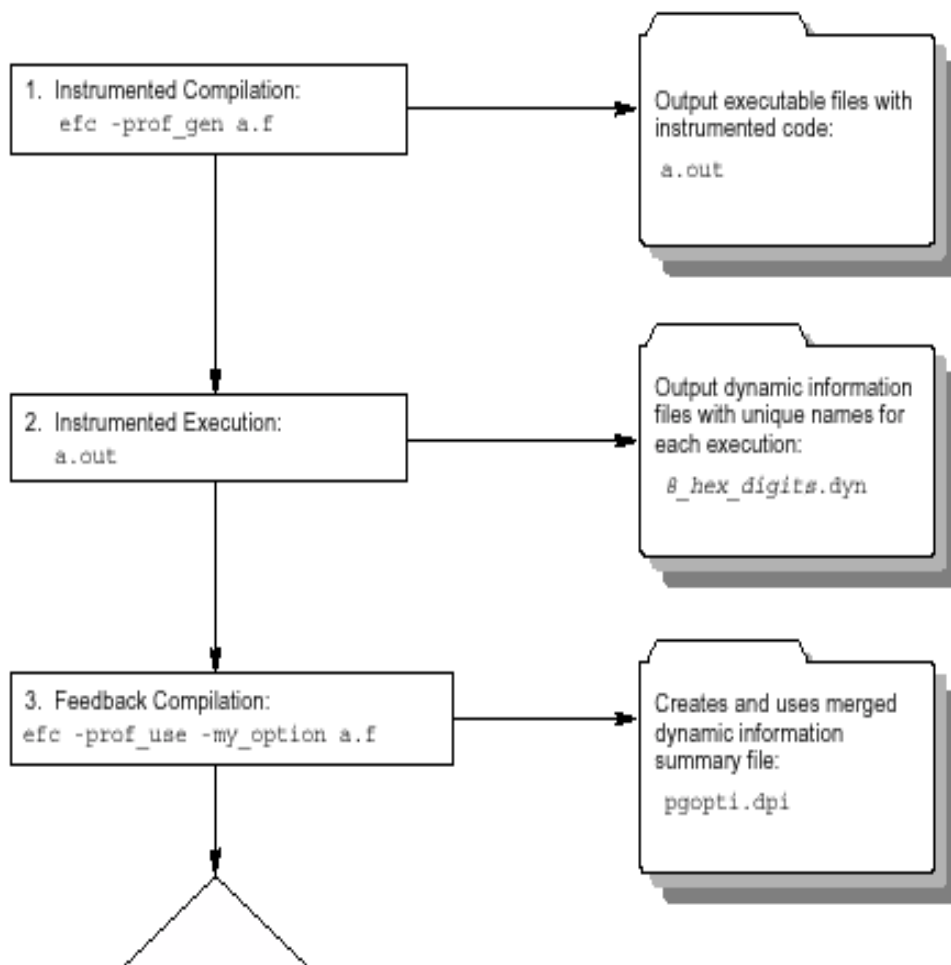 1. Instrumented Compilation:
efc -prof_gen a.f
Output executable files with
instrumented code:
a.out
2. Instrumented Execution:
a.out
Output dynamic information
files with unique names for
each execution:
8_hex_digits.dyn
3. Feedback Compilation:
efc -prof_use -my_option a.f
Creates and uses merged
dynamic information
summary file:
pgopti.dpi